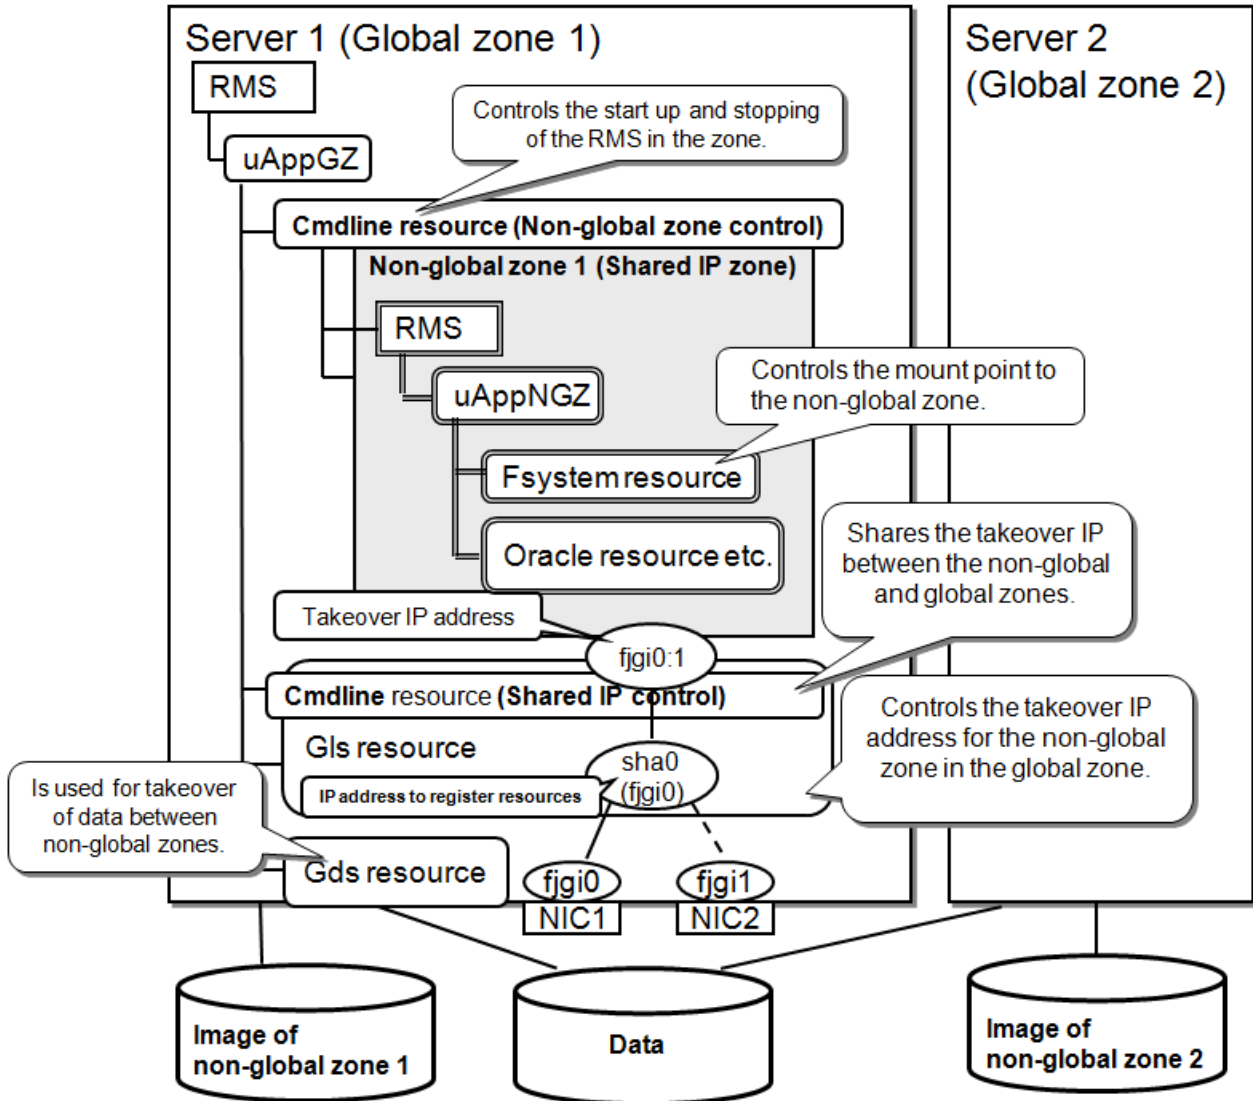 Server 1 (Global zone 1)
RMS
uAppGZ
Controls the start up and stopping
of the RMS in the zone.
Cmdline resource (Non-global zone control)
Non-global zone 1 (Shared IP zone)
RMS
uAppNGZ
Controls the mount point to
the non-global zone.
Fsystem resource
Oracle resource etc.
Shares the takeover IP
between the non-global
and global zones.
Takeover IP address
fjgi0:1
Cmdline resource (Shared IP control)
Gls resource
Controls the takeover IP
address for the non-global
zone in the global zone.
sha0
(fjgi0)
IP address to register resources
Is used for takeover
of data between
non-global zones.
Gds resource
fjgi0
NIC1
fjgi1
NIC2
Server 2
(Global zone 2)
Image of
non-global zone 1
Data
Image of
non-global zone 2